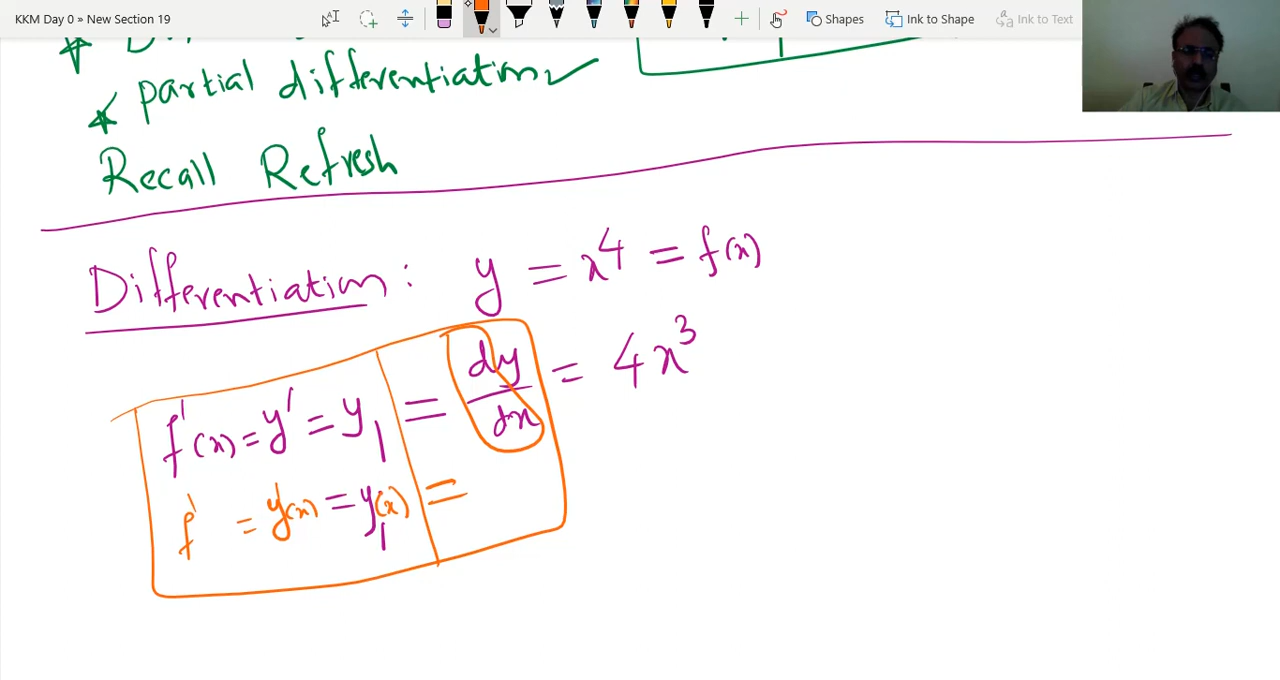 KKM Day 0 » New Section 19
Shapes
Ink to Shape
Ink to Text
* partial differentiation ✓
Recall Refresh
Differentiation: y = x⁴ = f(x)
f'(x) = y' = y₁ = dy/dx = 4x³
f' = y'(x) = y₁(x) =